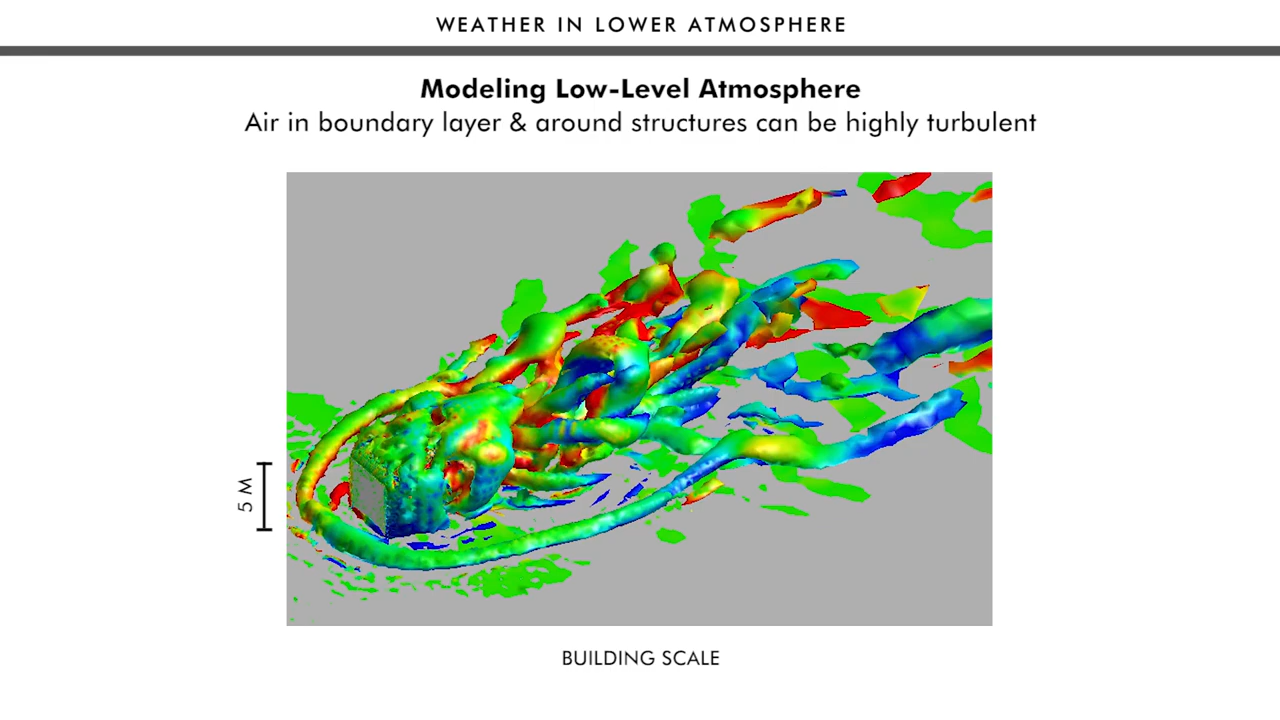 WEATHER IN LOWER ATMOSPHERE
Modeling Low-Level Atmosphere
Air in boundary layer & around structures can be highly turbulent
5 M
BUILDING SCALE